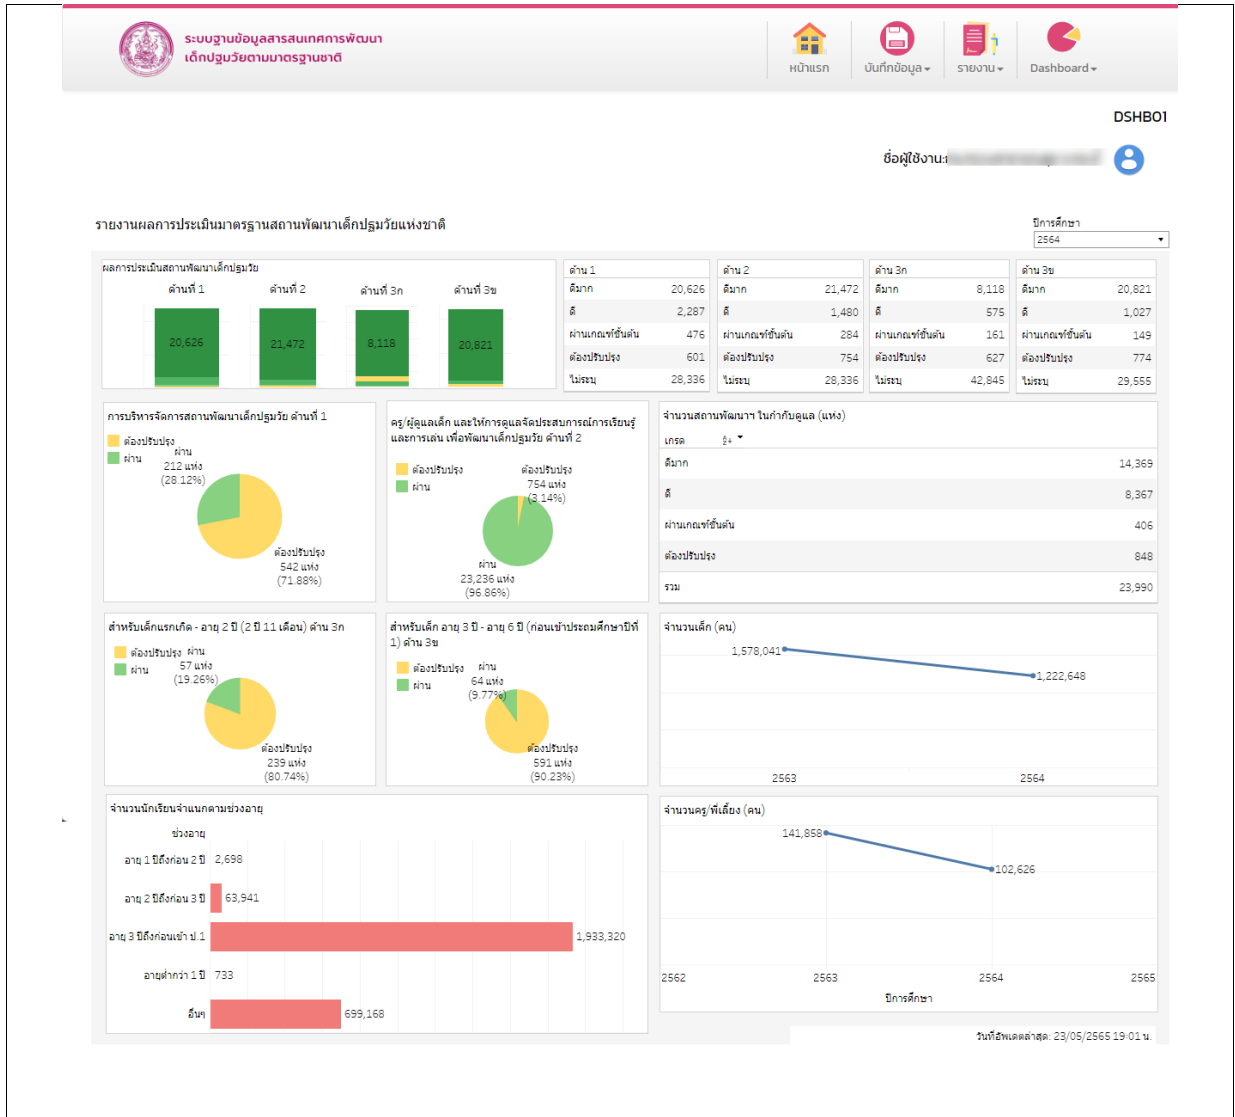 ระบบฐานข้อมูลสารสนเทศการพัฒนา
เด็กปฐมวัยตามมาตรฐานชาติ
หน้าแรก
บันทึกข้อมูล
รายงาน
Dashboard
DSHB01
ชื่อผู้ใช้งาน:
รายงานผลการประเมินมาตรฐานสถานพัฒนาเด็กปฐมวัยแห่งชาติ
ปีการศึกษา
2564
ผลการประเมินสถานพัฒนาเด็กปฐมวัย
ด้านที่ 1 ด้านที่ 2 ด้านที่ 3ก ด้านที่ 3ข
20,626 21,472 8,118 20,821
ด้าน 1
ดีมาก 20,626
ดี 2,287
ผ่านเกณฑ์ขั้นต้น 476
ต้องปรับปรุง 601
ไม่ระบุ 28,336
ด้าน 2
ดีมาก 21,472
ดี 1,480
ผ่านเกณฑ์ขั้นต้น 284
ต้องปรับปรุง 754
ไม่ระบุ 28,336
ด้าน 3ก
ดีมาก 8,118
ดี 575
ผ่านเกณฑ์ขั้นต้น 161
ต้องปรับปรุง 627
ไม่ระบุ 42,845
ด้าน 3ข
ดีมาก 20,821
ดี 1,027
ผ่านเกณฑ์ขั้นต้น 149
ต้องปรับปรุง 774
ไม่ระบุ 29,555
การบริหารจัดการสถานพัฒนาเด็กปฐมวัย ด้านที่ 1
ต้องปรับปรุง
ผ่าน
ผ่าน
212 แห่ง
(28.12%)
ต้องปรับปรุง
542 แห่ง
(71.88%)
ครู/ผู้ดูแลเด็ก และให้การดูแลจัดประสบการณ์การเรียนรู้
และการเล่น เพื่อพัฒนาเด็กปฐมวัย ด้านที่ 2
ต้องปรับปรุง
ผ่าน
ต้องปรับปรุง
754 แห่ง
(3.14%)
ผ่าน
23,236 แห่ง
(96.86%)
จำนวนสถานพัฒนาฯ ในกำกับดูแล (แห่ง)
เกรด
ดีมาก 14,369
ดี 8,367
ผ่านเกณฑ์ขั้นต้น 406
ต้องปรับปรุง 848
รวม 23,990
สำหรับเด็กแรกเกิด - อายุ 2 ปี (2 ปี 11 เดือน) ด้าน 3ก
ต้องปรับปรุง
ผ่าน
ผ่าน
57 แห่ง
(19.26%)
ต้องปรับปรุง
239 แห่ง
(80.74%)
สำหรับเด็ก อายุ 3 ปี - อายุ 6 ปี (ก่อนเข้าประถมศึกษาปีที่
1) ด้าน 3ข
ต้องปรับปรุง
ผ่าน
ผ่าน
64 แห่ง
(9.77%)
ต้องปรับปรุง
591 แห่ง
(90.23%)
จำนวนเด็ก (คน)
1,578,041
1,222,648
2563 2564
จำนวนนักเรียนจำแนกตามช่วงอายุ
ช่วงอายุ
อายุ 1 ปีถึงก่อน 2 ปี 2,698
อายุ 2 ปีถึงก่อน 3 ปี 63,941
อายุ 3 ปีถึงก่อนเข้า ป.1 1,933,320
อายุต่ำกว่า 1 ปี 733
อื่นๆ 699,168
จำนวนครู/พี่เลี้ยง (คน)
141,858
102,626
2562 2563 2564 2565
ปีการศึกษา
วันที่อัพเดตล่าสุด: 23/05/2565 19:01 น.